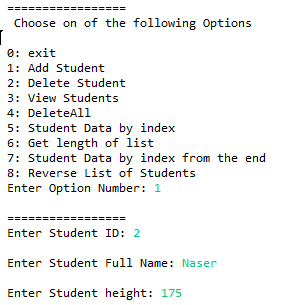 =================
Choose on of the following Options
0: exit
1: Add Student
2: Delete Student
3: View Students
4: DeleteAll
5: Student Data by index
6: Get length of list
7: Student Data by index from the end
8: Reverse List of Students
Enter Option Number: 1
=================
Enter Student ID: 2
Enter Student Full Name: Naser
Enter Student height: 175